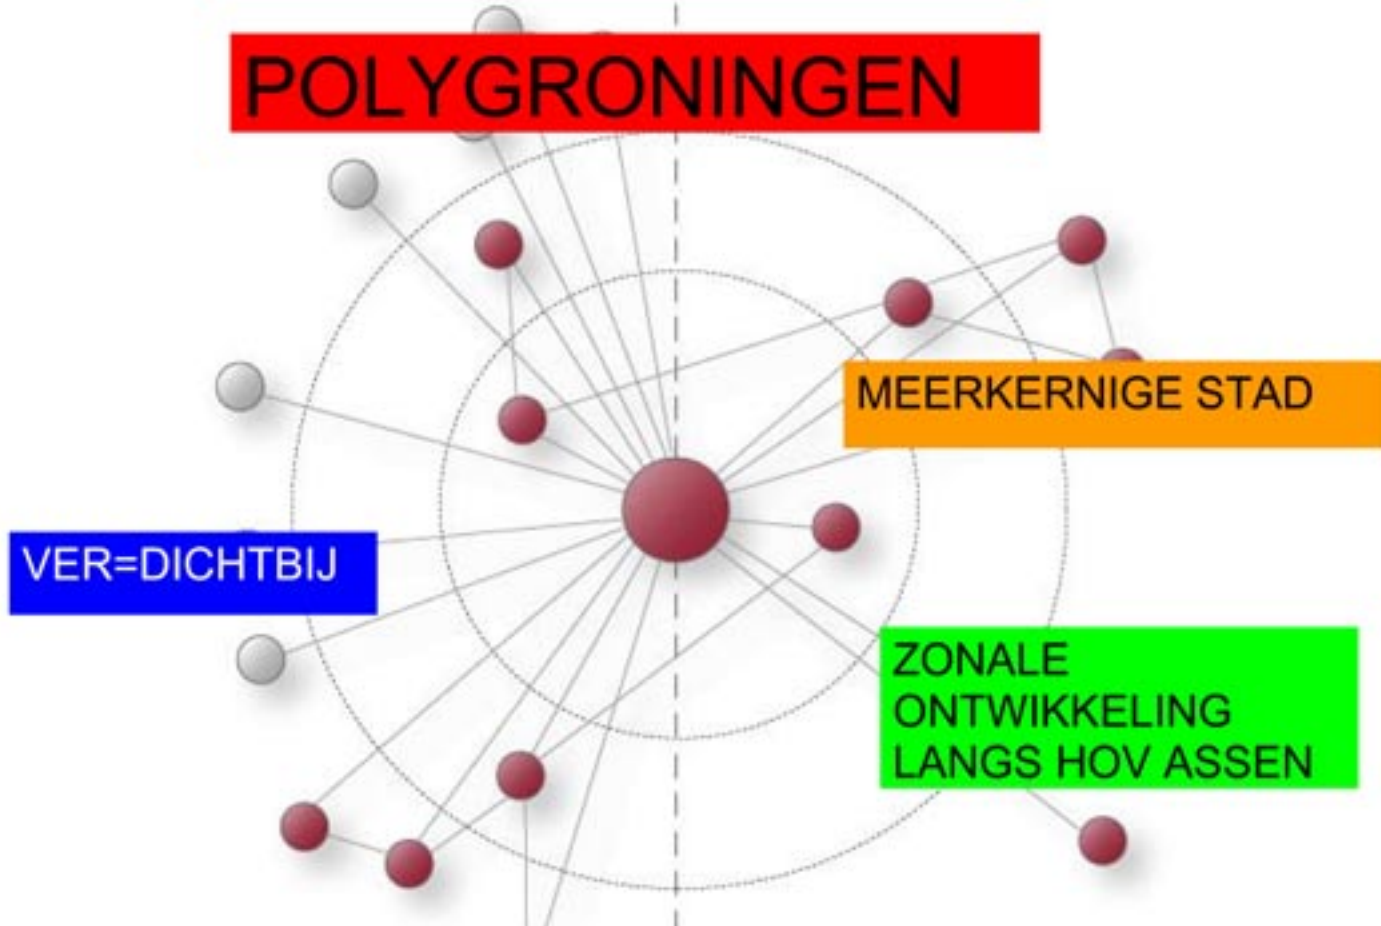 POLYGRONINGEN
MEERKERNIGE STAD
VER=DICHTBIJ
ZONALE
ONTWIKKELING
LANGS HOV ASSEN